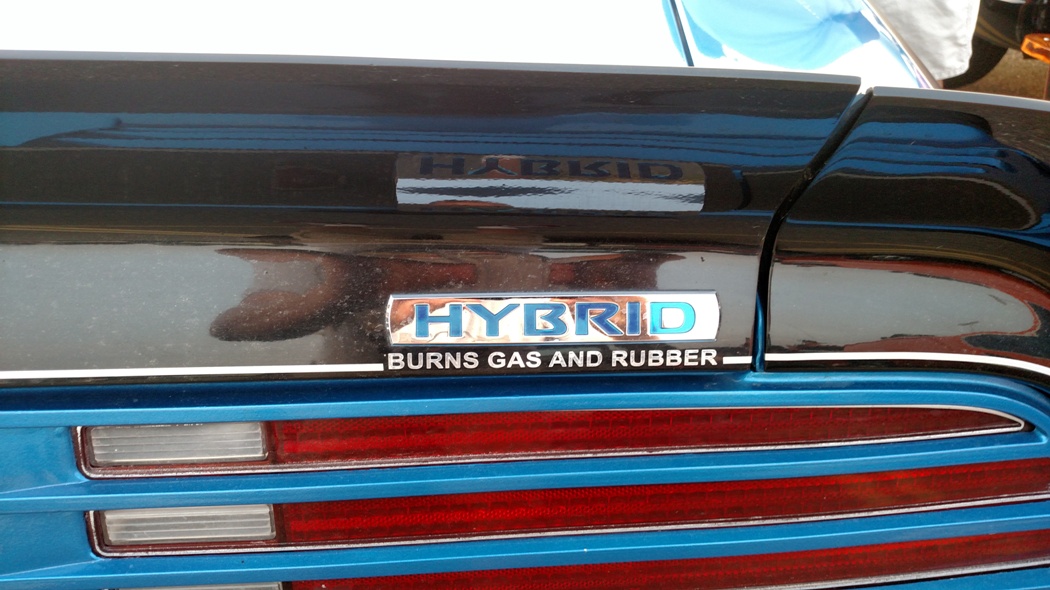 HYBRID
BURNS GAS AND RUBBER